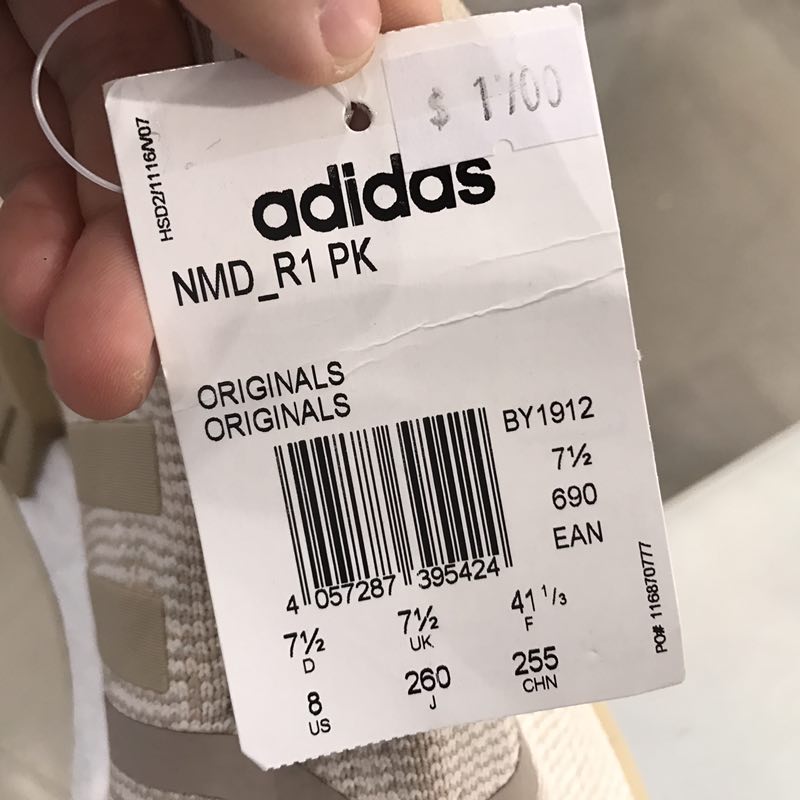 $ 1700
HSD2/1116/V07
adidas
NMD_R1 PK
ORIGINALS
ORIGINALS
BY1912
7½
690
EAN
4 057287 395424
7½ 7½ 41 1/3
D UK F
8 260 255
US J CHN
PO# 116870777